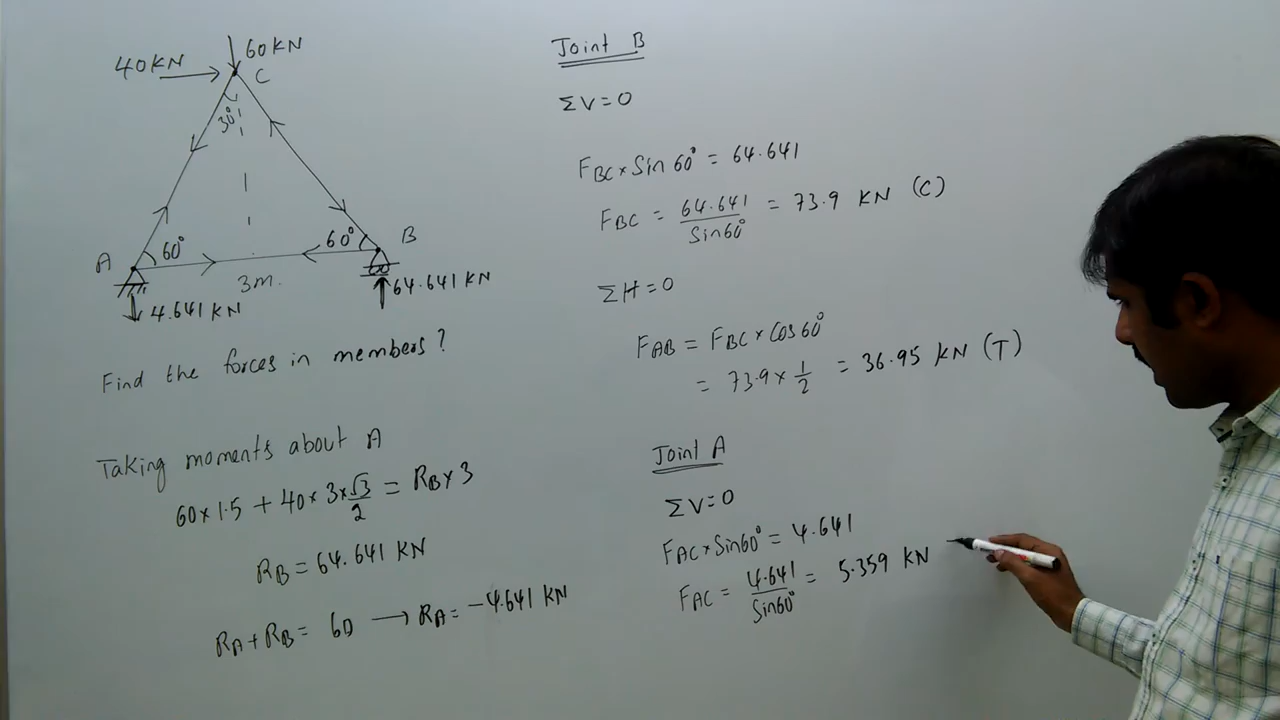 60KN
40KN
C
30°
A
60°
60°
B
3m.
4.641 KN
64.641 KN
Find the forces in members?
Taking moments about A
60×1.5 + 40×3×√3/2 = RB×3
RB = 64.641 KN
RA+RB = 60 → RA = -4.641 KN
Joint B
ΣV=0
FBC×Sin60° = 64.641
FBC = 64.641/Sin60° = 73.9 KN (C)
ΣH=0
FAB = FBC×Cos60°
= 73.9×1/2 = 36.95 KN (T)
Joint A
ΣV=0
FAC×Sin60° = 4.641
FAC = 4.641/Sin60° = 5.359 KN